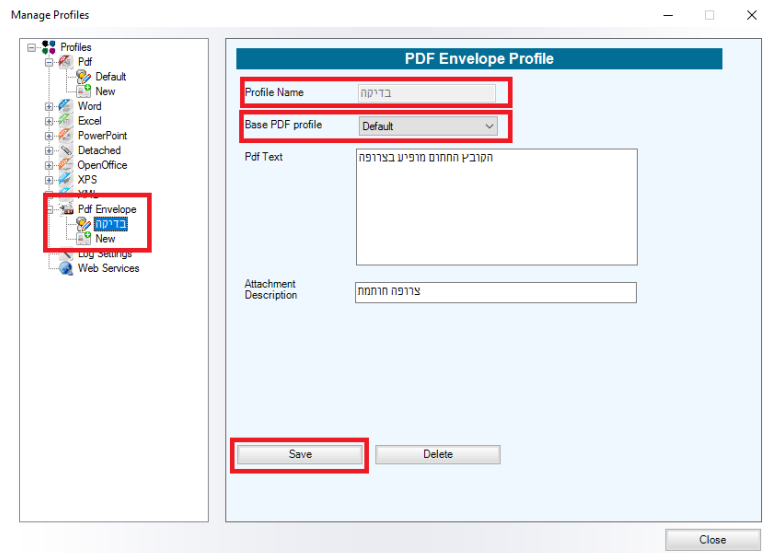 Manage Profiles
Profiles
Pdf
Default
New
Word
Excel
PowerPoint
Detached
OpenOffice
XPS
XML
Pdf Envelope
בדיקה
New
Log Settings
Web Services
PDF Envelope Profile
Profile Name
בדיקה
Base PDF profile
Default
Pdf Text
הקובץ החתום מופיע בצרופה
Attachment
Description
צרופה חותמת
Save
Delete
Close